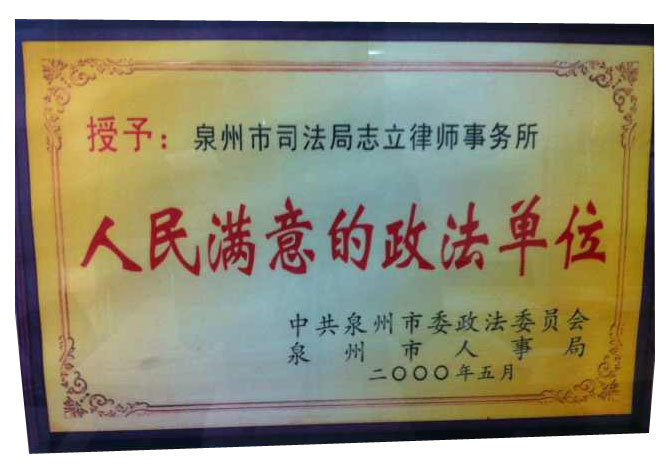 授予：泉州市司法局志立律师事务所
人民满意的政法单位
中共泉州市委政法委员会
泉州市人事局
二〇〇〇年五月